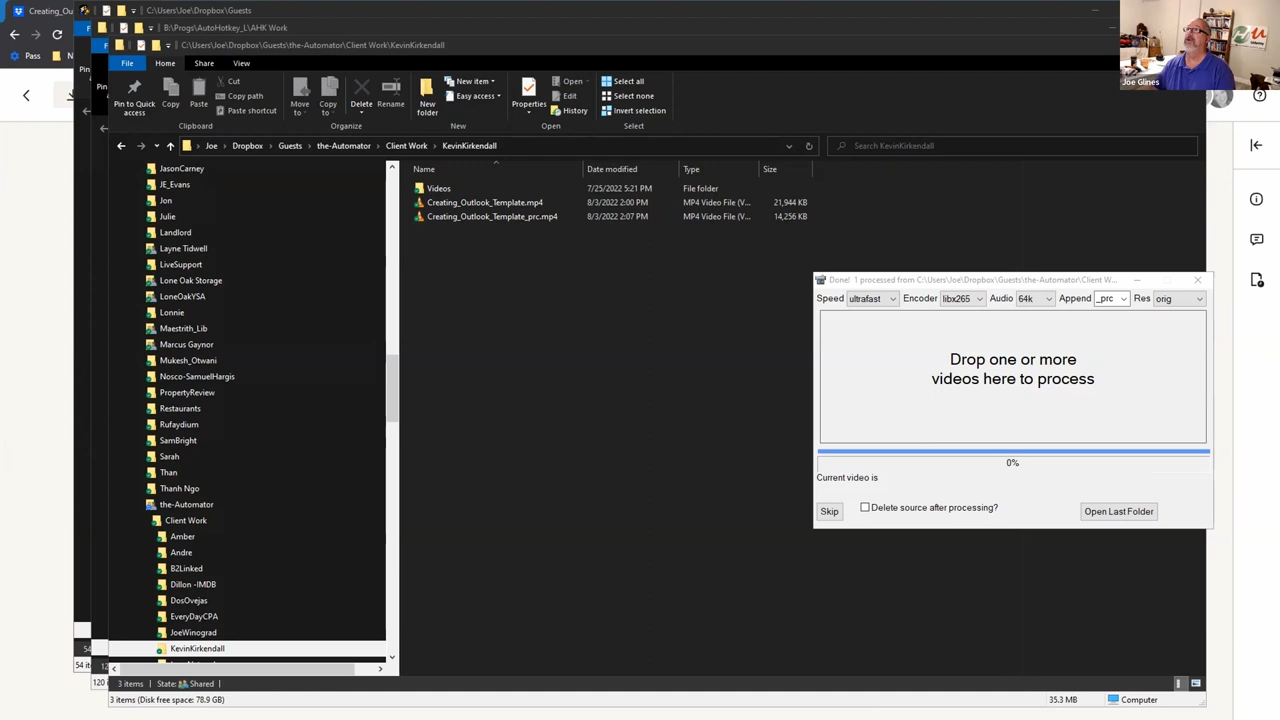 Creating_Out
C:\Users\Joe\Dropbox\Guests
B:\Progs\AutoHotkey_L\AHK Work
C:\Users\Joe\Dropbox\Guests\the-Automator\Client Work\KevinKirkendall
Pass
File Home Share View
Pin to Quick access
Copy
Paste
Cut
Copy path
Paste shortcut
Clipboard
Move to
Copy to
Delete
Rename
Organize
New folder
New item
Easy access
New
Properties
Open
Edit
History
Open
Select all
Select none
Invert selection
Select
Joe Glines
Joe > Dropbox > Guests > the-Automator > Client Work > KevinKirkendall
Search KevinKirkendall
Name Date modified Type Size
Videos 7/25/2022 5:21 PM File folder
Creating_Outlook_Template.mp4 8/3/2022 2:00 PM MP4 Video File (V... 21,944 KB
Creating_Outlook_Template_prc.mp4 8/3/2022 2:07 PM MP4 Video File (V... 14,256 KB
JasonCarney
JE_Evans
Jon
Julie
Landlord
Layne Tidwell
LiveSupport
Lone Oak Storage
LoneOakYSA
Lonnie
Maestrith_Lib
Marcus Gaynor
Mukesh_Otwani
Nosco-SamuelHargis
PropertyReview
Restaurants
Rufaydium
SamBright
Sarah
Than
Thanh Ngo
the-Automator
Client Work
Amber
Andre
B2Linked
Dillon -IMDB
DosOvejas
EveryDayCPA
JoeWinograd
KevinKirkendall
Done! 1 processed from C:\Users\Joe\Dropbox\Guests\the-Automator\Client W...
Speed ultrafast Encoder libx265 Audio 64k Append _prc Res orig
Drop one or more
videos here to process
0%
Current video is
Skip
Delete source after processing?
Open Last Folder
54 ite
120 i
3 items State: Shared
3 items (Disk free space: 78.9 GB)
35.3 MB
Computer